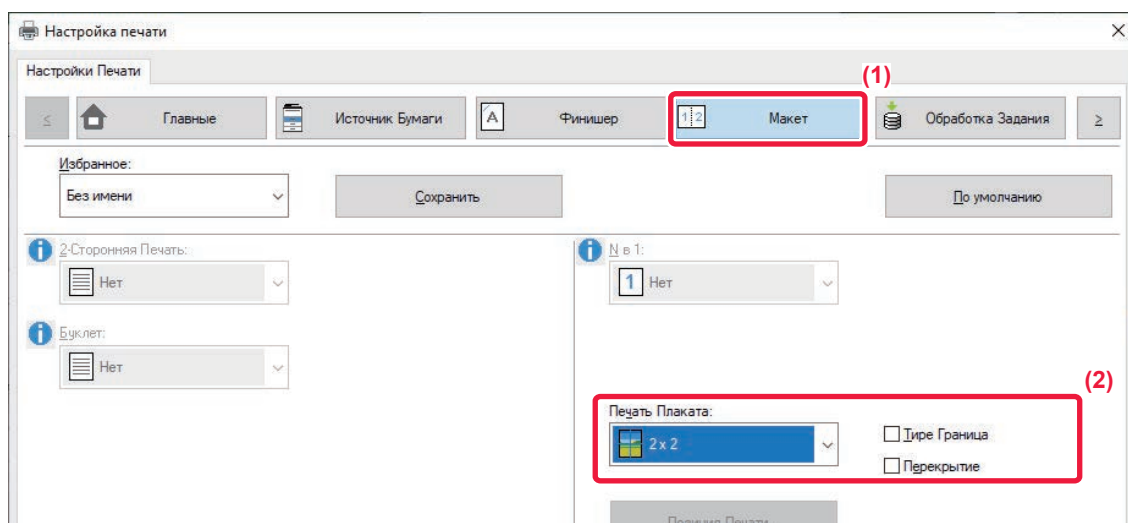 Настройка печати
Настройки Печати
(1)
<
Главные
Источник Бумаги
A
Финишер
1 2
Макет
Обработка Задания
>
Избранное:
Без имени
Сохранить
По умолчанию
2-Сторонняя Печать:
Нет
N в 1:
1 Нет
Буклет:
Нет
(2)
Печать Плаката:
2 x 2
Тире Граница
Перекрытие